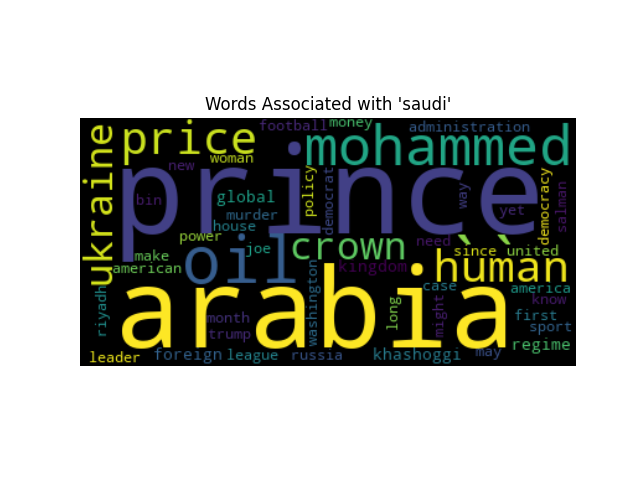 Words Associated with 'saudi'
football money administration
price mohammed
ukraine
new woman
prince
bin global policy democrat way yet democracy salman
murder
house
power joe crown need since united
make oil kingdom human
american
arabia
riyadh washington long case might america
know
month first
trump sport
regime
leader foreign league russia khashoggi may
``